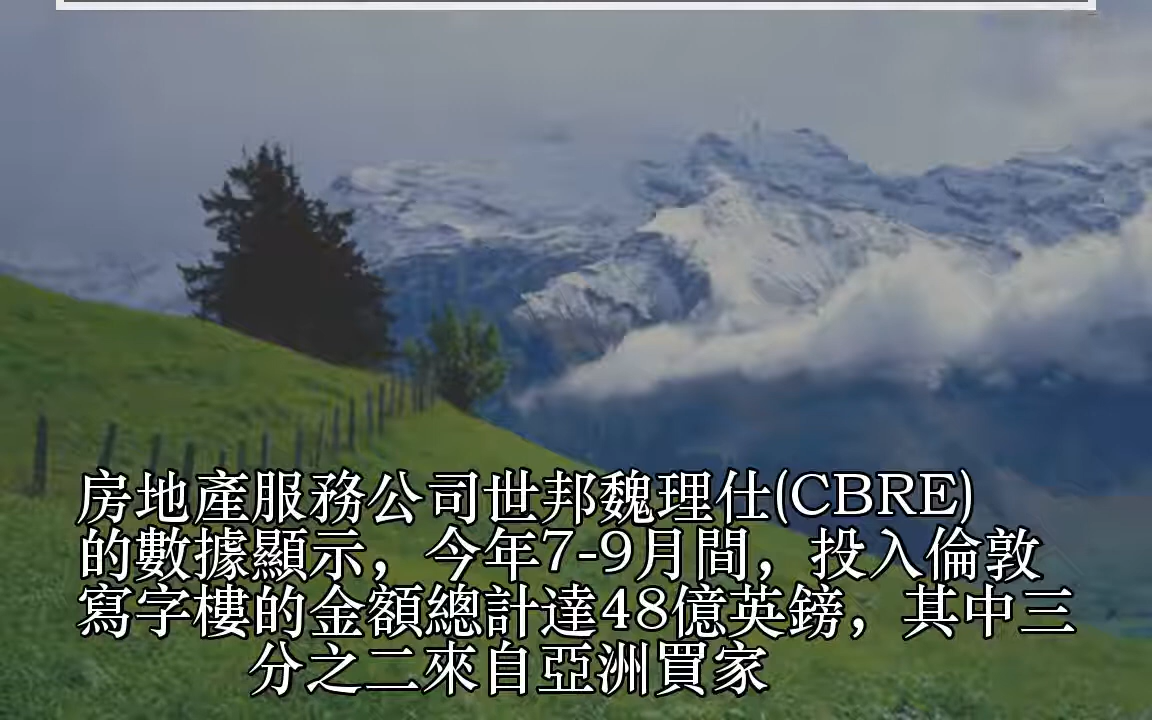 房地產服務公司世邦魏理仕(CBRE)
的數據顯示，今年7-9月間，投入倫敦
寫字樓的金額總計達48億英鎊，其中三
分之二來自亞洲買家